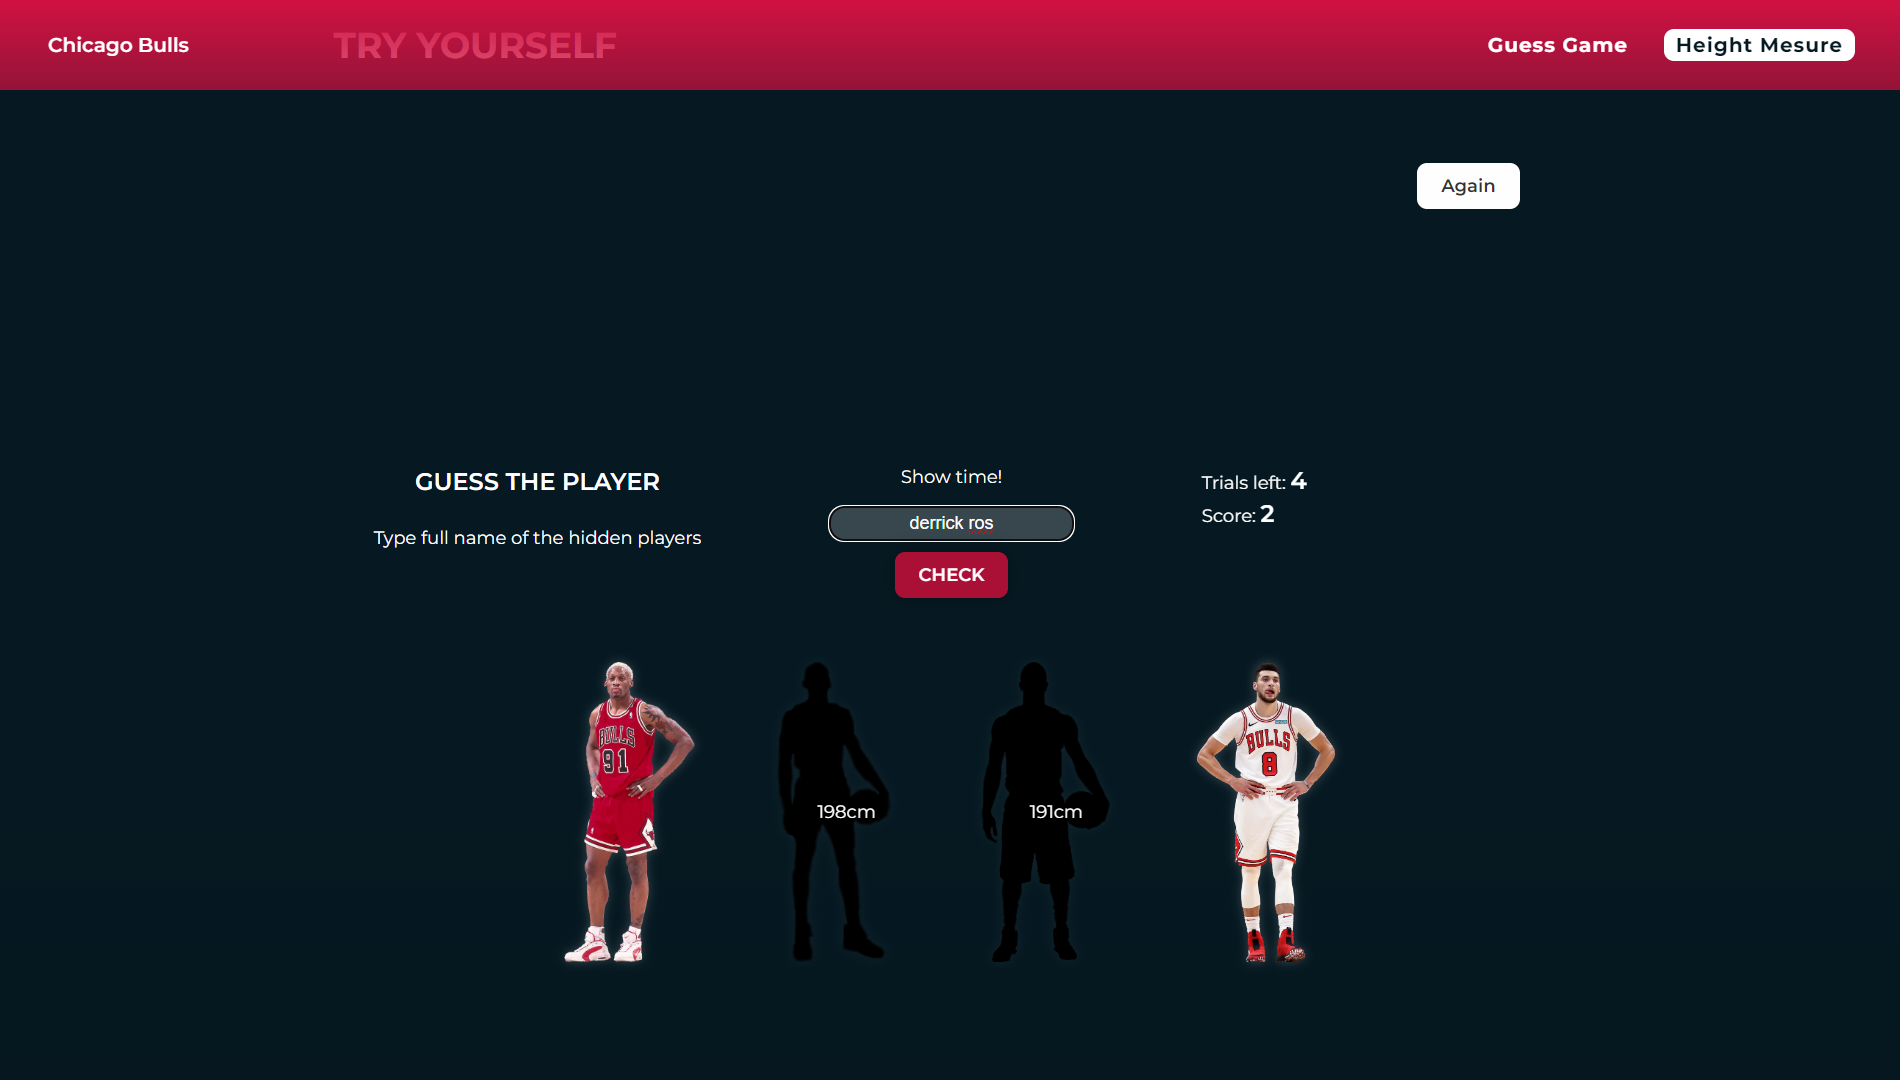 Chicago Bulls
TRY YOURSELF
Guess Game
Height Mesure
Again
GUESS THE PLAYER
Type full name of the hidden players
Show time!
derrick ros
CHECK
Trials left: 4
Score: 2
BULLS
91
198cm
191cm
BULLS
8